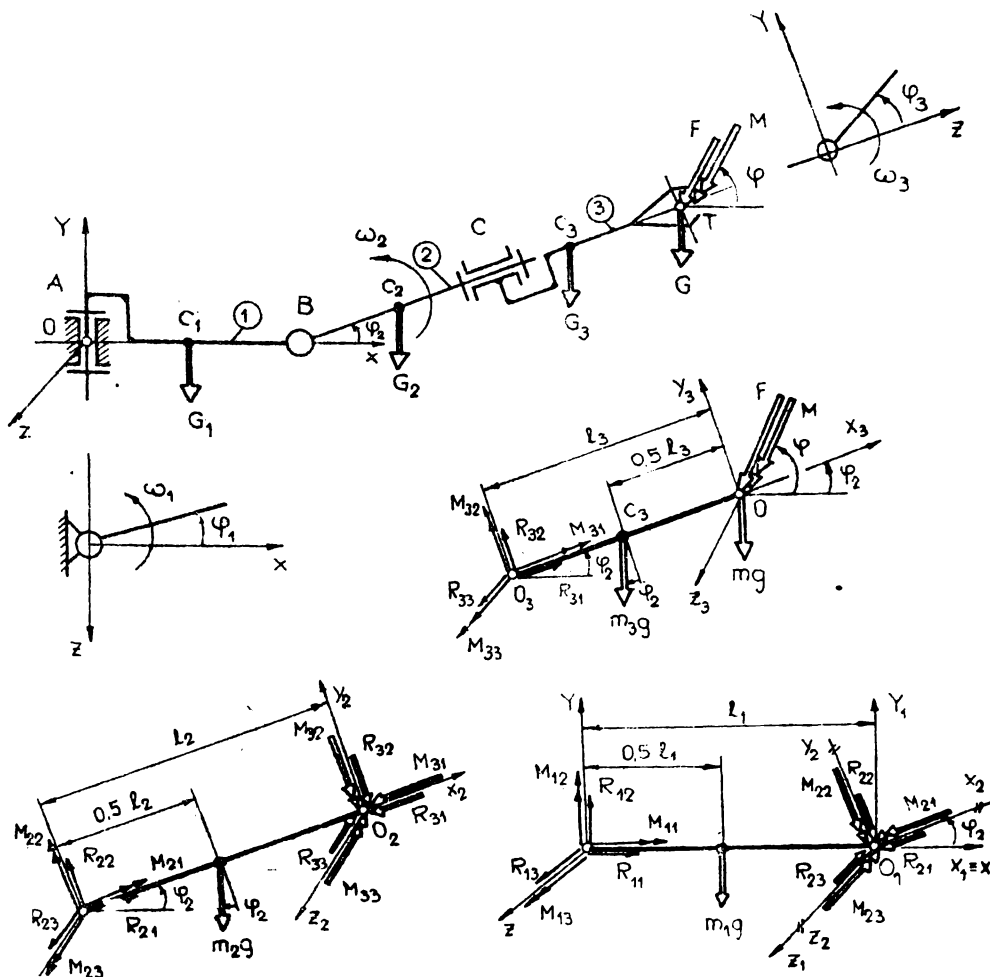 Y
φ₃
Z
ω₃
F
M
φ
T
G
C₃
③
G₃
C
②
ω₂
C₂
φ₂
G₂
Y
A
O
C₁
①
B
x
G₁
Z
ω₁
φ₁
x
Z
Y₃
F
M
X₃
l₃
0,5 l₃
φ
φ₂
M₃₂
R₃₂
M₃₁
C₃
O
R₃₃
O₃
φ₂
R₃₁
φ₂
Z₃
mg
M₃₃
m₃g
Y₂
l₂
M₃₂
R₃₂
M₃₁
X₂
0,5 l₂
R₃₁
O₂
M₂₂
R₂₂
M₂₁
R₃₃
M₃₃
R₂₃
φ₂
R₂₁
φ₂
Z₂
m₂g
M₂₃
Y
Y₁
l₁
0,5 l₁
Y₂
M₁₂
R₁₂
M₂₂
R₂₂
M₂₁
X₂
φ₂
M₁₁
R₁₃
R₁₁
R₂₃
O₁
R₂₁
X₁≡x
M₁₃
M₂₃
Z
m₁g
Z₂
Z₁